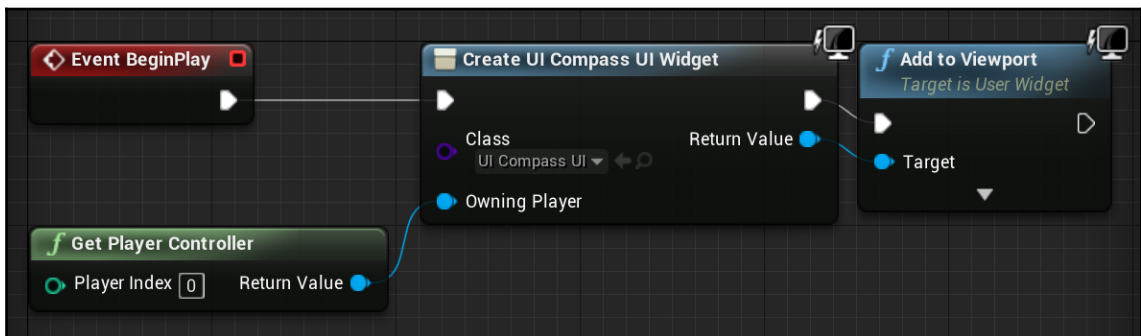 Event BeginPlay
Create UI Compass UI Widget
Add to Viewport
Target is User Widget
Class
UI Compass UI
Return Value
Target
Owning Player
Get Player Controller
Player Index 0
Return Value